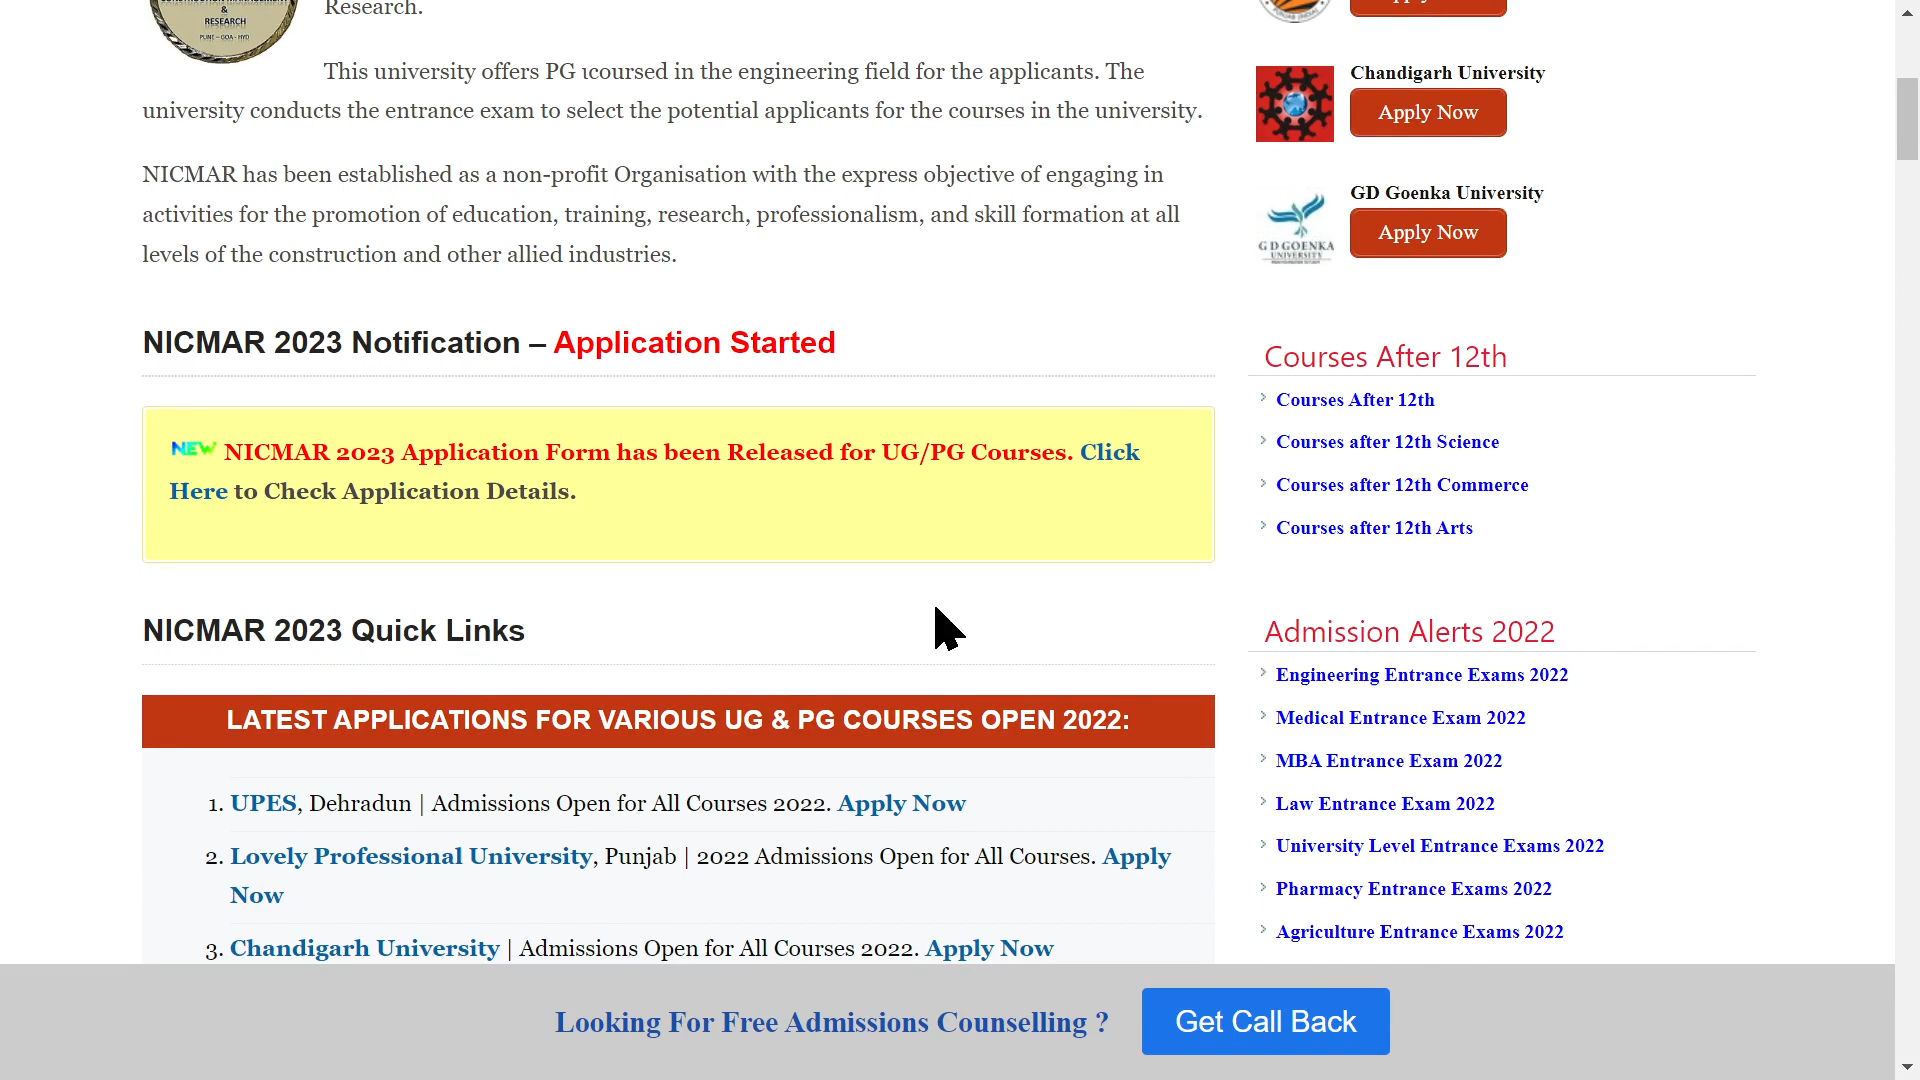 Research.
&
RESEARCH
PUNE – GOA - HYD
This university offers PG ıcoursed in the engineering field for the applicants. The
university conducts the entrance exam to select the potential applicants for the courses in the university.
NICMAR has been established as a non-profit Organisation with the express objective of engaging in
activities for the promotion of education, training, research, professionalism, and skill formation at all
levels of the construction and other allied industries.
NICMAR 2023 Notification – Application Started
NEW NICMAR 2023 Application Form has been Released for UG/PG Courses. Click
Here to Check Application Details.
NICMAR 2023 Quick Links
LATEST APPLICATIONS FOR VARIOUS UG & PG COURSES OPEN 2022:
1. UPES, Dehradun | Admissions Open for All Courses 2022. Apply Now
2. Lovely Professional University, Punjab | 2022 Admissions Open for All Courses. Apply
Now
3. Chandigarh University | Admissions Open for All Courses 2022. Apply Now
Chandigarh University
Apply Now
GD Goenka University
Apply Now
G D GOENKA
UNIVERSITY
Courses After 12th
Courses After 12th
Courses after 12th Science
Courses after 12th Commerce
Courses after 12th Arts
Admission Alerts 2022
Engineering Entrance Exams 2022
Medical Entrance Exam 2022
MBA Entrance Exam 2022
Law Entrance Exam 2022
University Level Entrance Exams 2022
Pharmacy Entrance Exams 2022
Agriculture Entrance Exams 2022
Looking For Free Admissions Counselling ?
Get Call Back